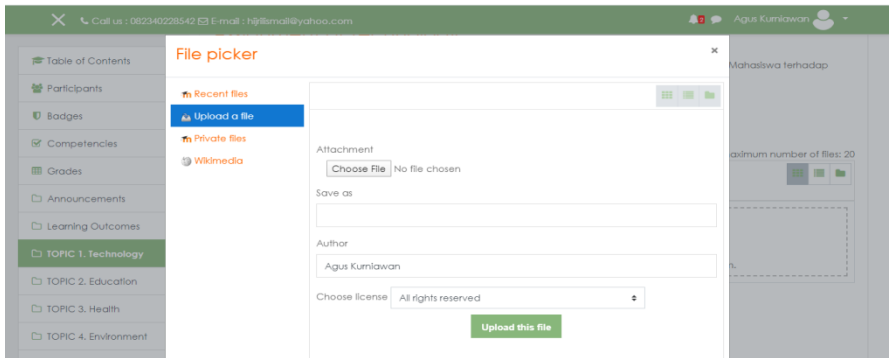 Call us : 082340228542 E-mail : hijrilismail@yahoo.com
Agus Kurniawan
File picker
Table of Contents
Participants
Badges
Competencies
Grades
Announcements
Learning Outcomes
TOPIC 1. Technology
TOPIC 2. Education
TOPIC 3. Health
TOPIC 4. Environment
Recent files
Upload a file
Private files
Wikimedia
Attachment
Choose File No file chosen
Save as
Author
Agus Kurniawan
Choose license All rights reserved
Upload this file
Mahasiswa terhadap
aximum number of files: 20